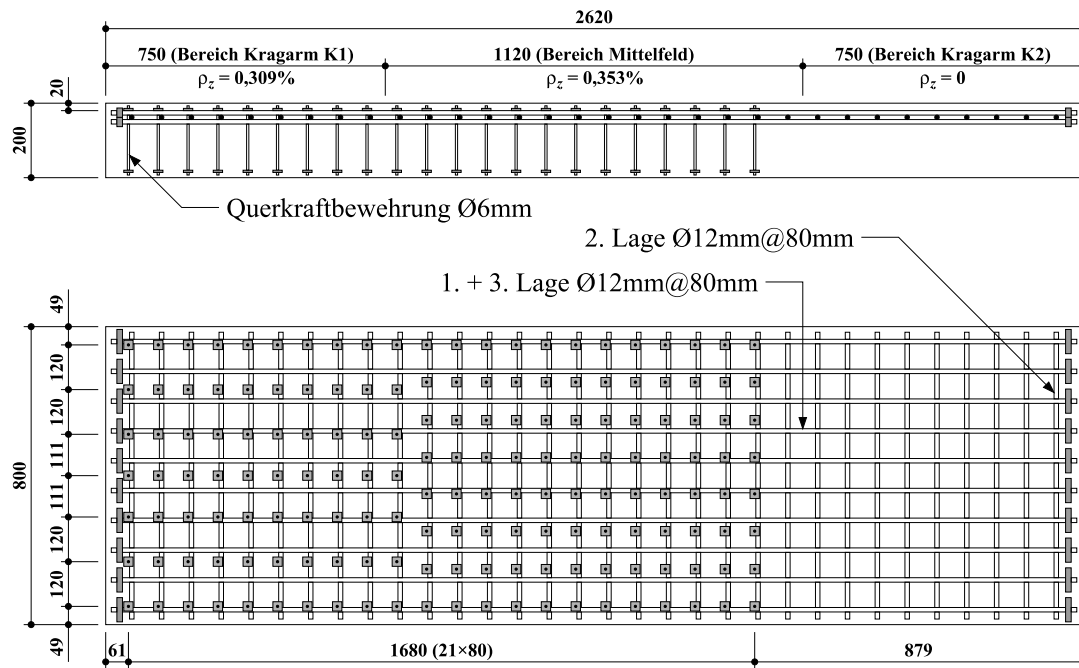 2620
750 (Bereich Kragarm K1)
1120 (Bereich Mittelfeld)
750 (Bereich Kragarm K2)
ρz = 0,309%
ρz = 0,353%
ρz = 0
20
200
Querkraftbewehrung Ø6mm
2. Lage Ø12mm@80mm
1. + 3. Lage Ø12mm@80mm
49
120
120
111
111
120
120
49
800
61
1680 (21×80)
879